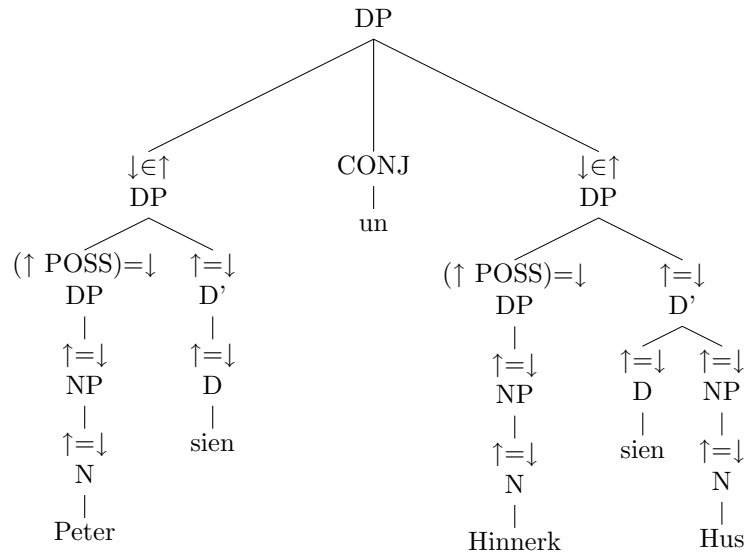 DP
↓∈↑ ↓∈↑
DP CONJ DP
un
(↑ POSS)=↓ ↑=↓ (↑ POSS)=↓ ↑=↓
DP D’ DP D’
↑=↓ ↑=↓ ↑=↓ ↑=↓ ↑=↓
NP D NP D NP
sien sien
↑=↓ ↑=↓ ↑=↓
N N N
Peter Hinnerk Hus